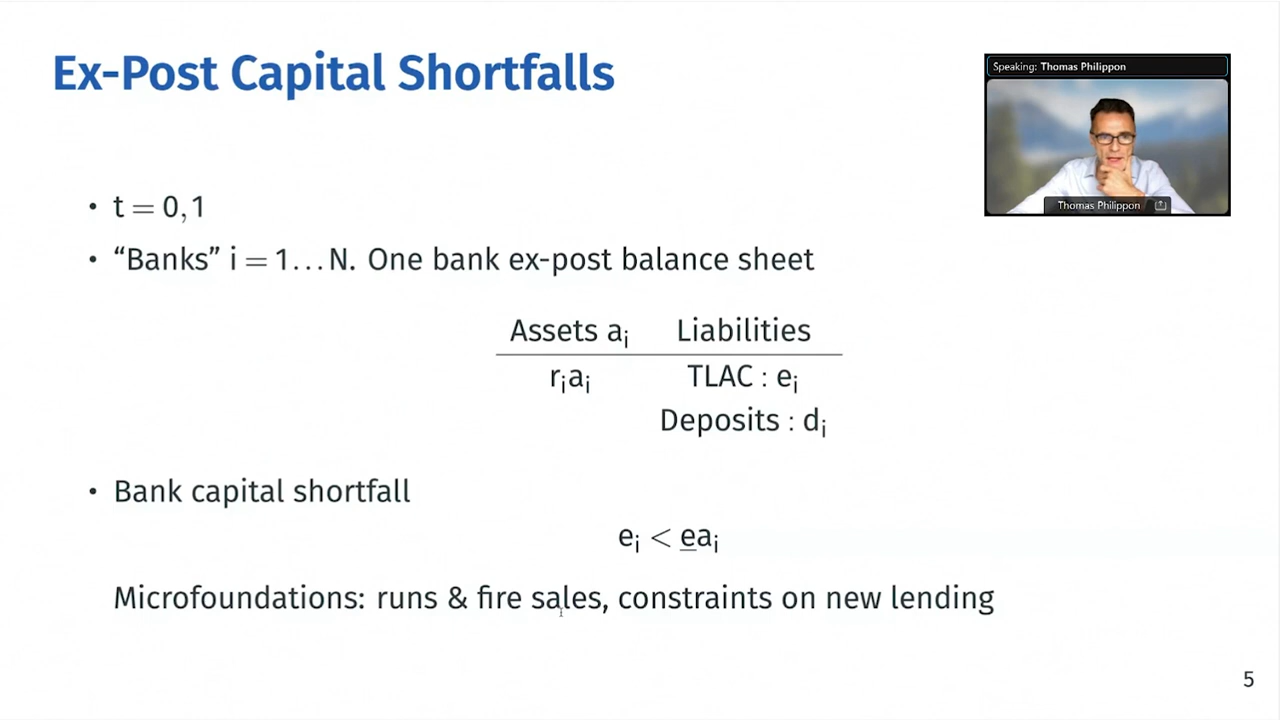 Ex-Post Capital Shortfalls
Speaking: Thomas Philippon
Thomas Philippon
• t = 0,1
• “Banks” i = 1…N. One bank ex-post balance sheet
Assets aᵢ Liabilities
rᵢaᵢ TLAC : eᵢ
Deposits : dᵢ
• Bank capital shortfall
eᵢ < e̲aᵢ
Microfoundations: runs & fire sales, constraints on new lending
5